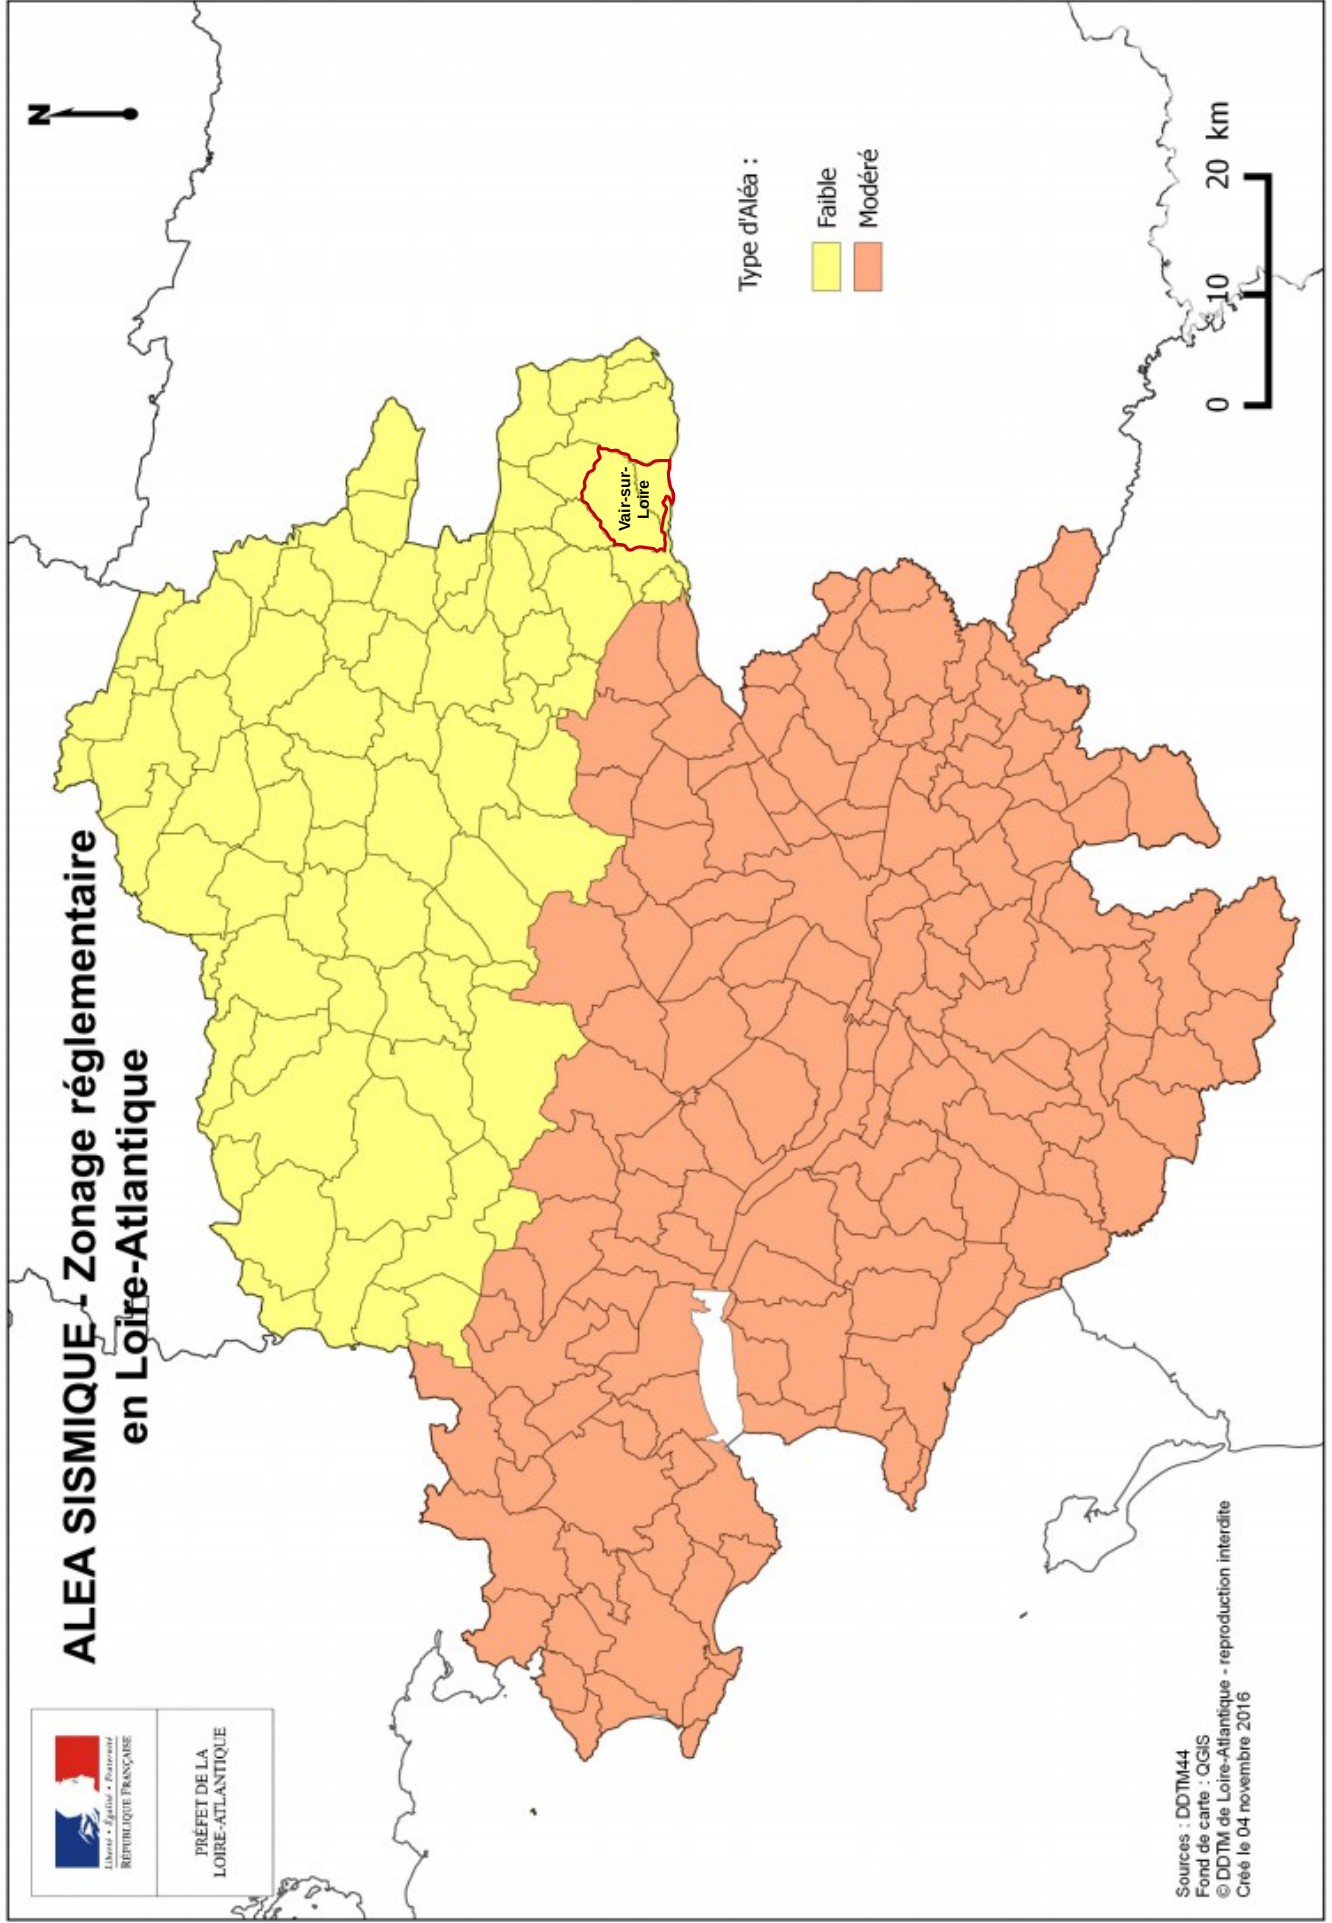 Liberté • Égalité • Fraternité
RÉPUBLIQUE FRANÇAISE
PRÉFET DE LA
LOIRE-ATLANTIQUE
ALEA SISMIQUE - Zonage réglementaire
en Loire-Atlantique
N
Vair-sur-
Loire
Type d'Aléa :
Faible
Modéré
0 10 20 km
Sources : DDTM44
Fond de carte : QGIS
© DDTM de Loire-Atlantique - reproduction interdite
Créé le 04 novembre 2016